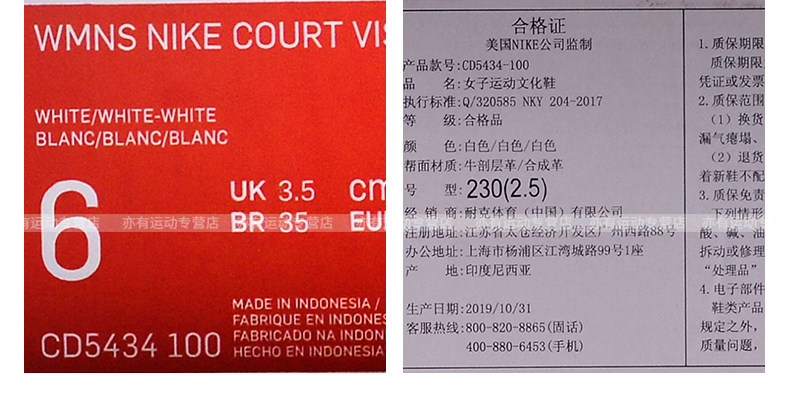 WMNS NIKE COURT VIS
WHITE/WHITE-WHITE
BLANC/BLANC/BLANC
6
UK 3.5 cm
BR 35 EUR
MADE IN INDONESIA /
FABRIQUE EN INDONES
FABRICADO NA INDON
HECHO EN INDONESIA
CD5434 100
亦有运动专营店
合格证
美国NIKE公司监制
产品款号:CD5434-100
品 名:女子运动文化鞋
执行标准:Q/320585 NKY 204-2017
等 级:合格品
颜 色:白色/白色/白色
帮面材质:牛剖层革/合成革
号 型:230(2.5)
经 销 商:耐克体育（中国）有限公司
注册地址:江苏省太仓经济开发区广州西路88号
办公地址:上海市杨浦区江湾城路99号1座
产 地:印度尼西亚
生产日期:2019/10/31
客服热线:800-820-8865(固话)
400-880-6453(手机)
1.质保期限
质保期限
凭证或发票
2.质保范围
（1）换货
漏气瘪塌、
（2）退货
着新鞋不配
3.质保免责
下列情形
酸、碱、油
拆动或修理
“处理品”
4.电子部件
鞋类产品
规定之外，
质量问题，